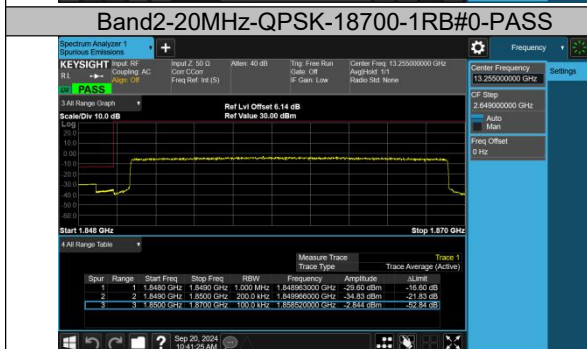 Band2-20MHz-QPSK-18700-1RB#0-PASS
Spectrum Analyzer 1
Spurious Emissions
Frequency
KEYSIGHT Input: RF Input Z: 50 Ω Atten: 40 dB Trig: Free Run Center Freq: 13.255000000 GHz
R L Coupling: AC Corr CCorr Gate: Off Avg|Hold: 1/1
Align: Off Freq Ref: Int (S) IF Gain: Low Radio Std: None
PASS
Center Frequency
13.255000000 GHz
Settings
CF Step
2.649000000 GHz
Auto
Man
Freq Offset
0 Hz
3 All Range Graph
Ref Lvl Offset 6.14 dB
Scale/Div 10.0 dB Ref Value 30.00 dBm
Log
20.0
10.0
0.00
-10.0
-20.0
-30.0
-40.0
-50.0
-60.0
Start 1.848 GHz Stop 1.870 GHz
4 All Range Table
Measure Trace Trace 1
Trace Type Trace Average (Active)
Spur Range Start Freq Stop Freq RBW Frequency Amplitude ΔLimit
1 1 1.8480 GHz 1.8490 GHz 1.000 MHz 1.848963000 GHz -29.60 dBm -16.60 dB
2 2 1.8490 GHz 1.8500 GHz 200.0 kHz 1.849966000 GHz -34.83 dBm -21.83 dB
3 3 1.8500 GHz 1.8700 GHz 100.0 kHz 1.858520000 GHz -2.844 dBm -52.84 dB
Sep 20, 2024
10:41:25 AM